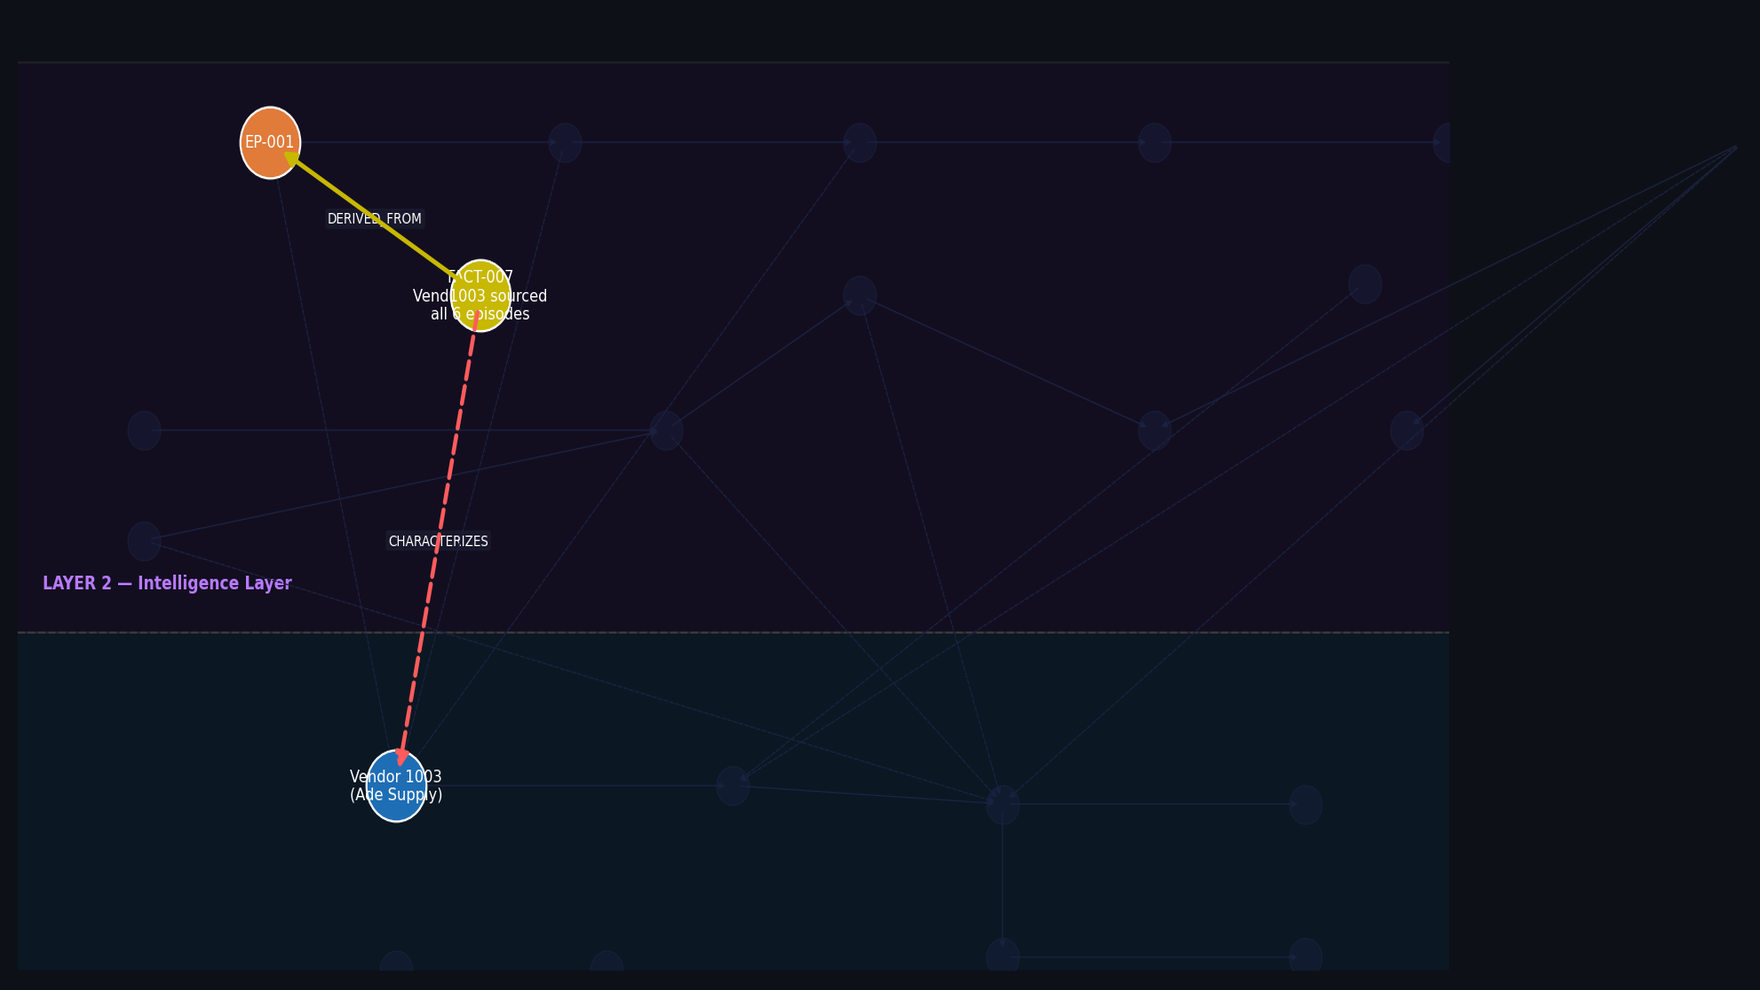 EP-001
DERIVED_FROM
FACT-007
Vend1003 sourced
all 6 episodes
CHARACTERIZES
LAYER 2 — Intelligence Layer
Vendor 1003
(Ade Supply)